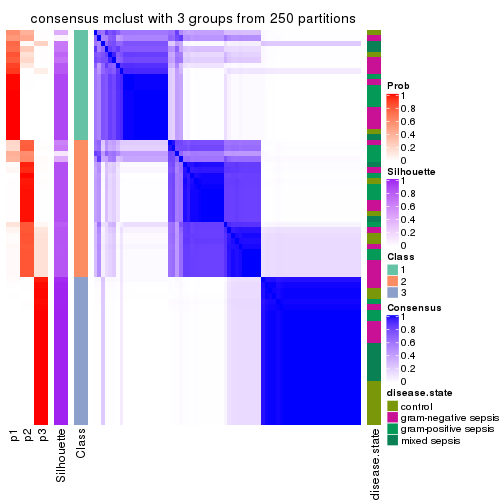 consensus mclust with 3 groups from 250 partitions
Prob
1
0.8
0.6
0.4
0.2
0
Silhouette
1
0.8
0.6
0.4
0.2
0
Class
1
2
3
Consensus
1
0.8
0.6
0.4
0.2
0
disease.state
control
gram-negative sepsis
gram-positive sepsis
mixed sepsis
p1
p2
p3
Silhouette
Class
disease.state